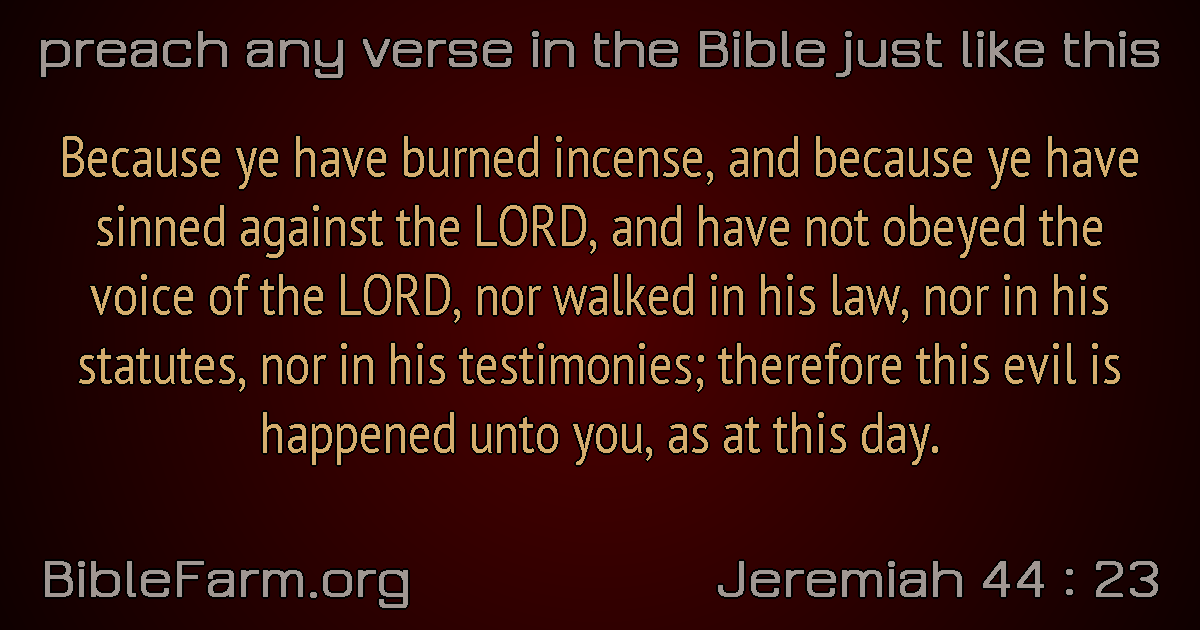 preach any verse in the Bible just like this
Because ye have burned incense, and because ye have
sinned against the LORD, and have not obeyed the
voice of the LORD, nor walked in his law, nor in his
statutes, nor in his testimonies; therefore this evil is
happened unto you, as at this day.
BibleFarm.org
Jeremiah 44 : 23